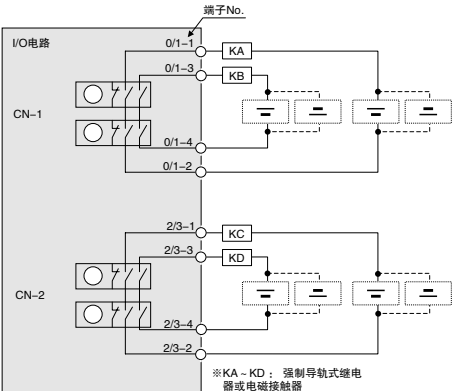 端子No.
I/O电路
0/1–1
KA
0/1–3
KB
CN–1
0/1–4
0/1–2
2/3–1
KC
2/3–3
KD
CN–2
2/3–4
2/3–2
※KA ~ KD ： 强制导轨式继电
器或电磁接触器